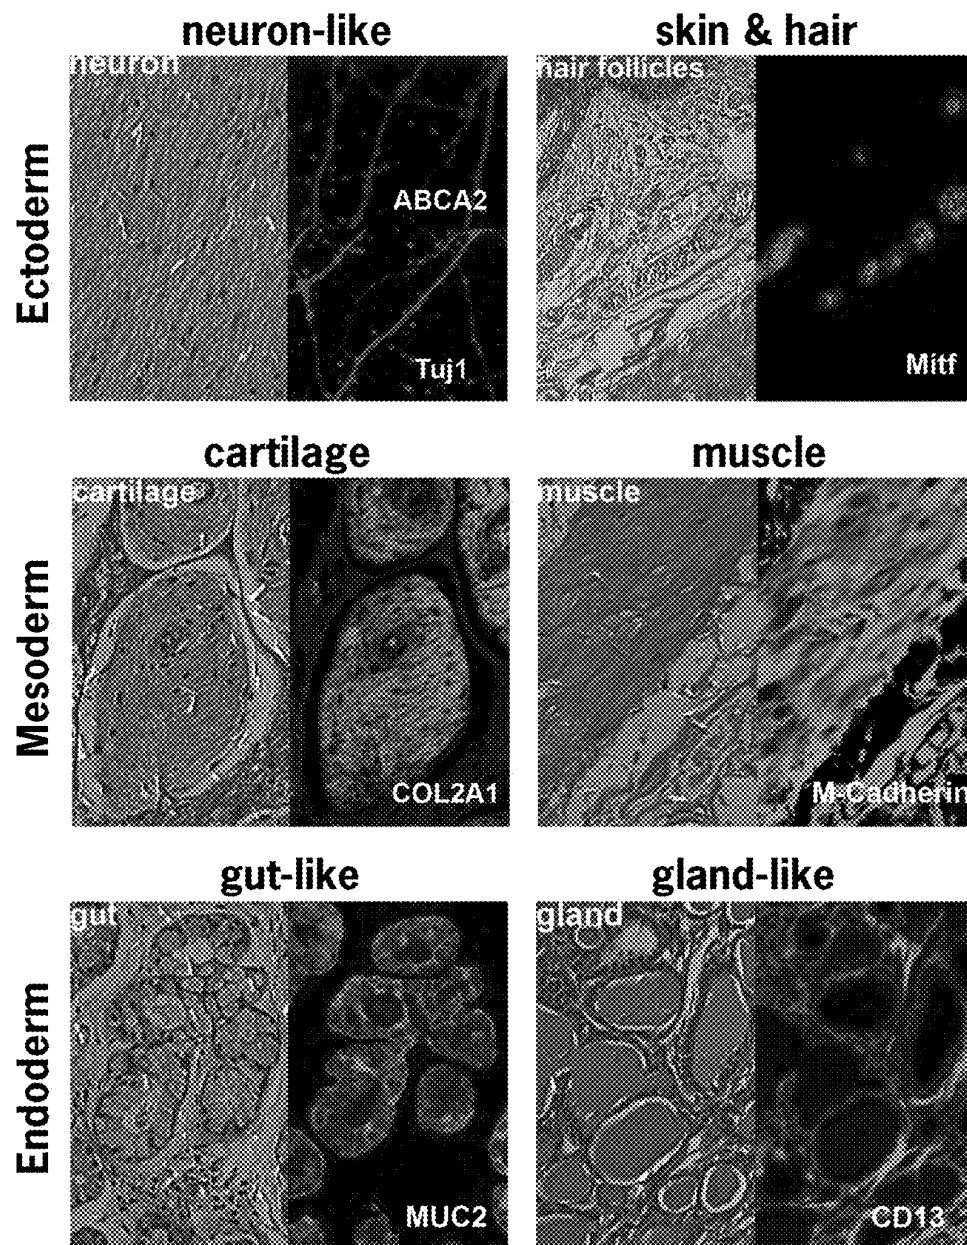 neuron-like
skin & hair
Ectoderm
neuron
ABCA2
Tuj1
hair follicles
Mitf
cartilage
muscle
Mesoderm
cartilage
COL2A1
muscle
M-Cadherin
gut-like
gland-like
Endoderm
gut
MUC2
gland
CD13